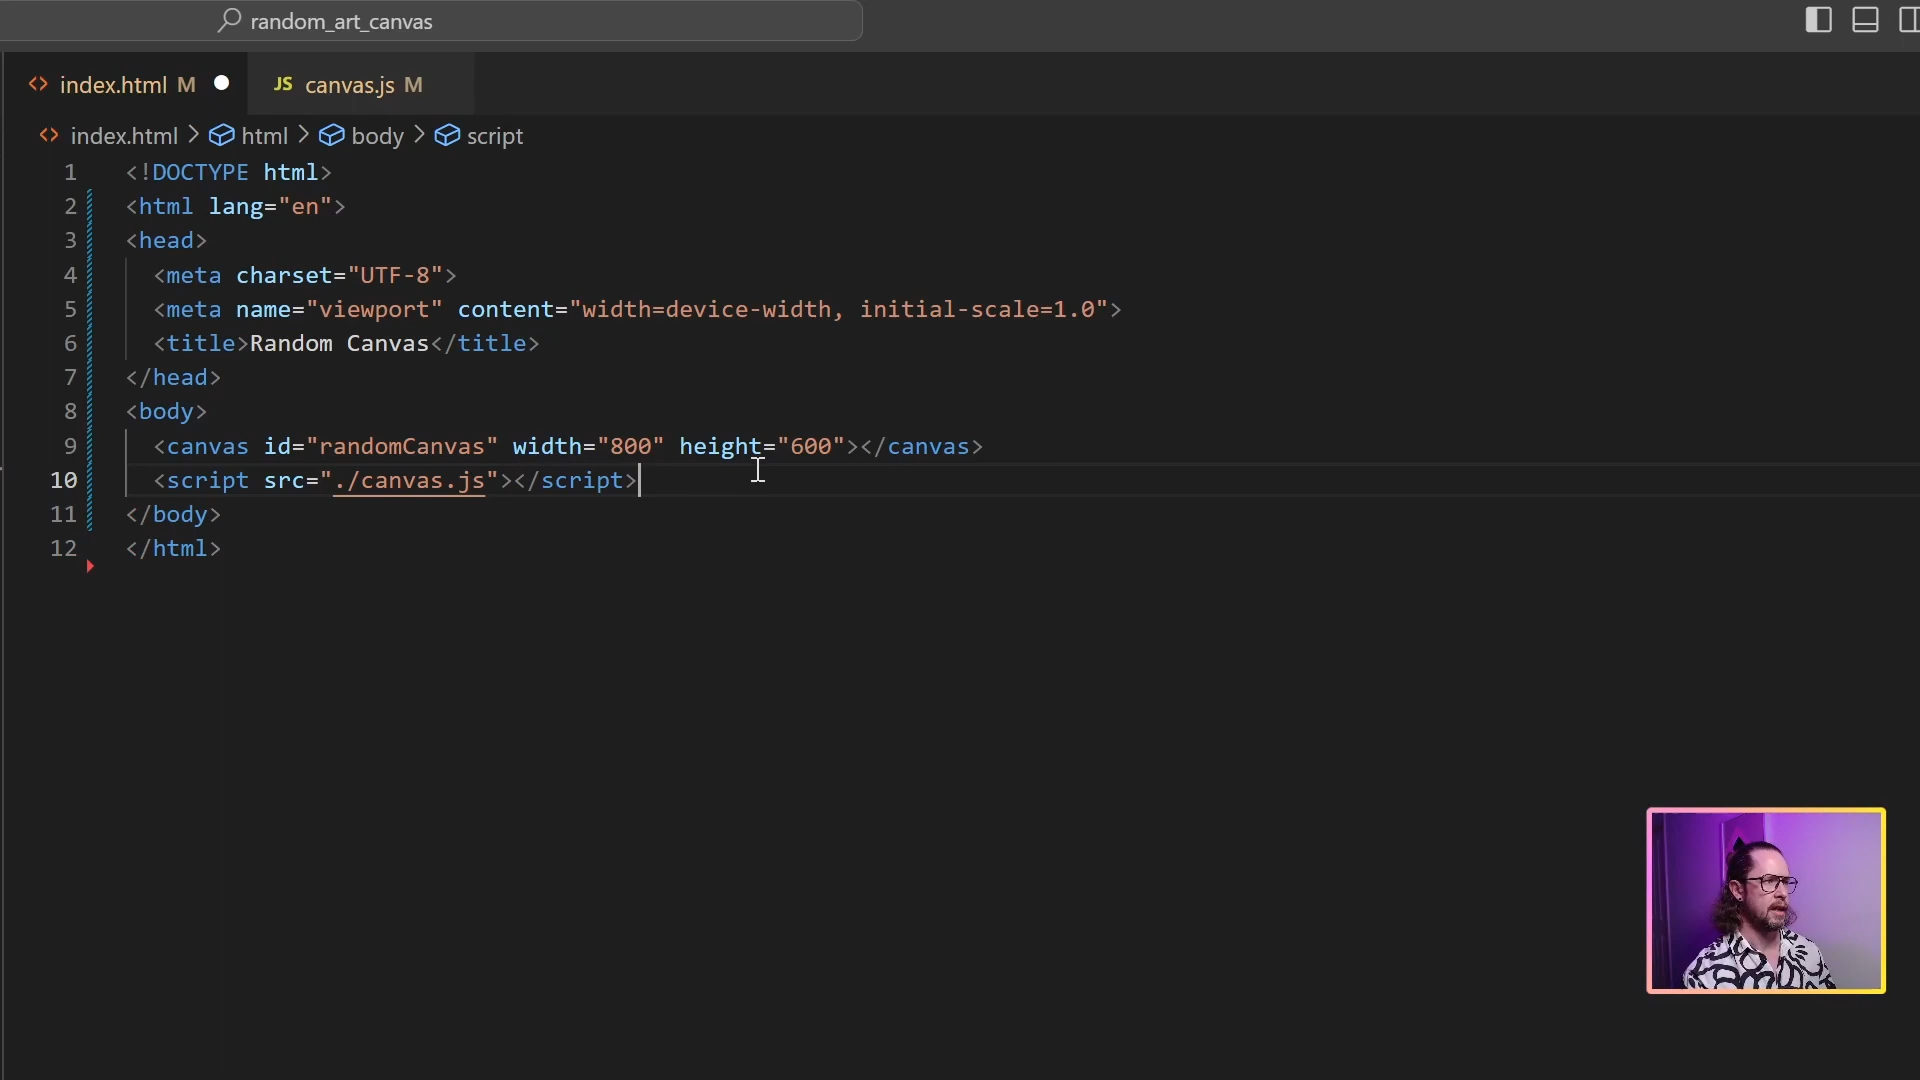 random_art_canvas
index.html M JS canvas.js M
index.html > html > body > script
1 <!DOCTYPE html>
2 <html lang="en">
3 <head>
4 <meta charset="UTF-8">
5 <meta name="viewport" content="width=device-width, initial-scale=1.0">
6 <title>Random Canvas</title>
7 </head>
8 <body>
9 <canvas id="randomCanvas" width="800" height="600"></canvas>
10 <script src="./canvas.js"></script>
11 </body>
12 </html>